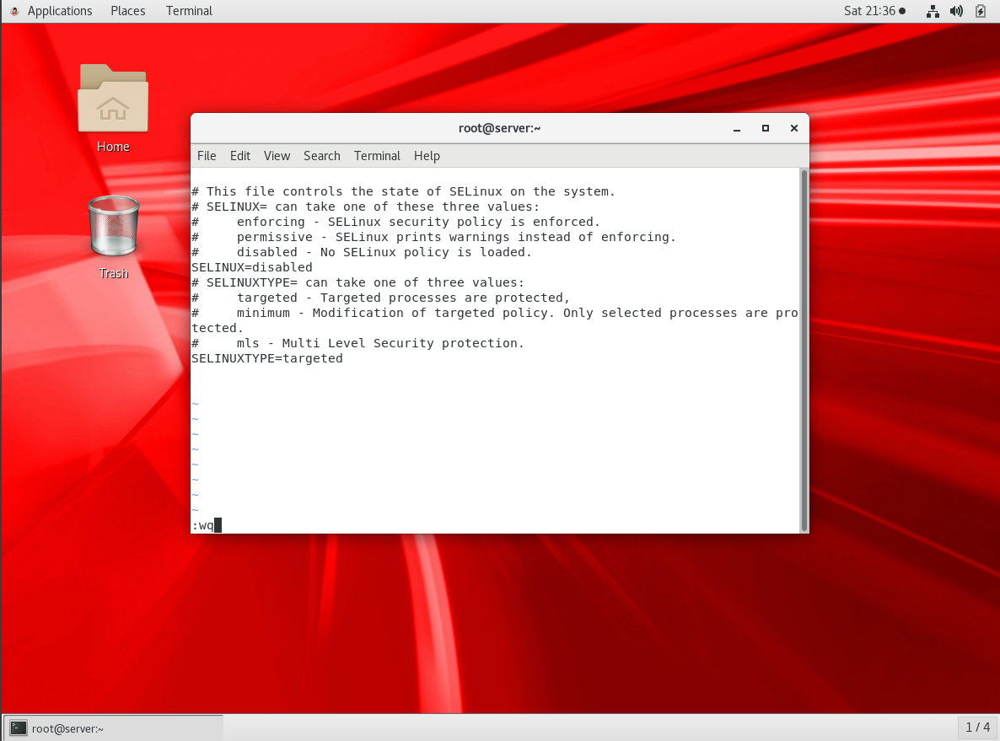 Applications Places Terminal Sat 21:36
Home
Trash
root@server:~
File Edit View Search Terminal Help
# This file controls the state of SELinux on the system.
# SELINUX= can take one of these three values:
#     enforcing - SELinux security policy is enforced.
#     permissive - SELinux prints warnings instead of enforcing.
#     disabled - No SELinux policy is loaded.
SELINUX=disabled
# SELINUXTYPE= can take one of three values:
#     targeted - Targeted processes are protected,
#     minimum - Modification of targeted policy. Only selected processes are pro
tected.
#     mls - Multi Level Security protection.
SELINUXTYPE=targeted
~
~
~
~
~
~
~
~
:wq
root@server:~ 1 / 4